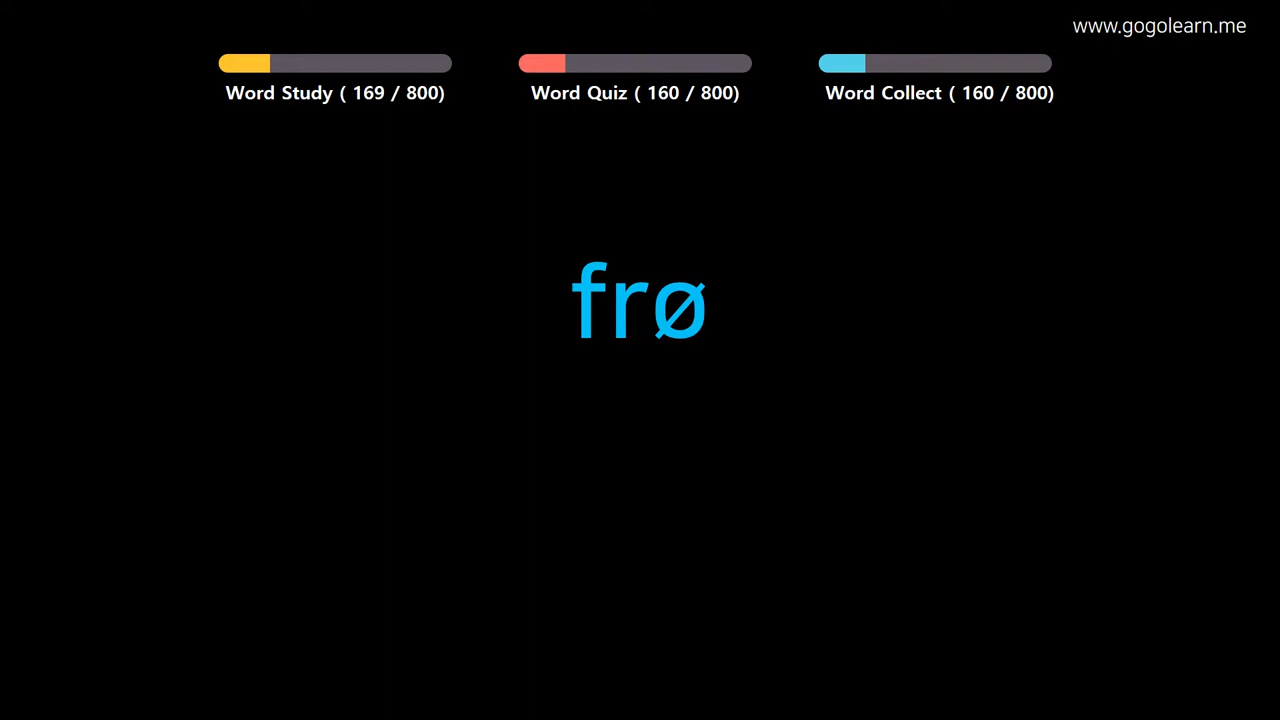 www.gogolearn.me
Word Study ( 169 / 800)
Word Quiz ( 160 / 800)
Word Collect ( 160 / 800)
frø